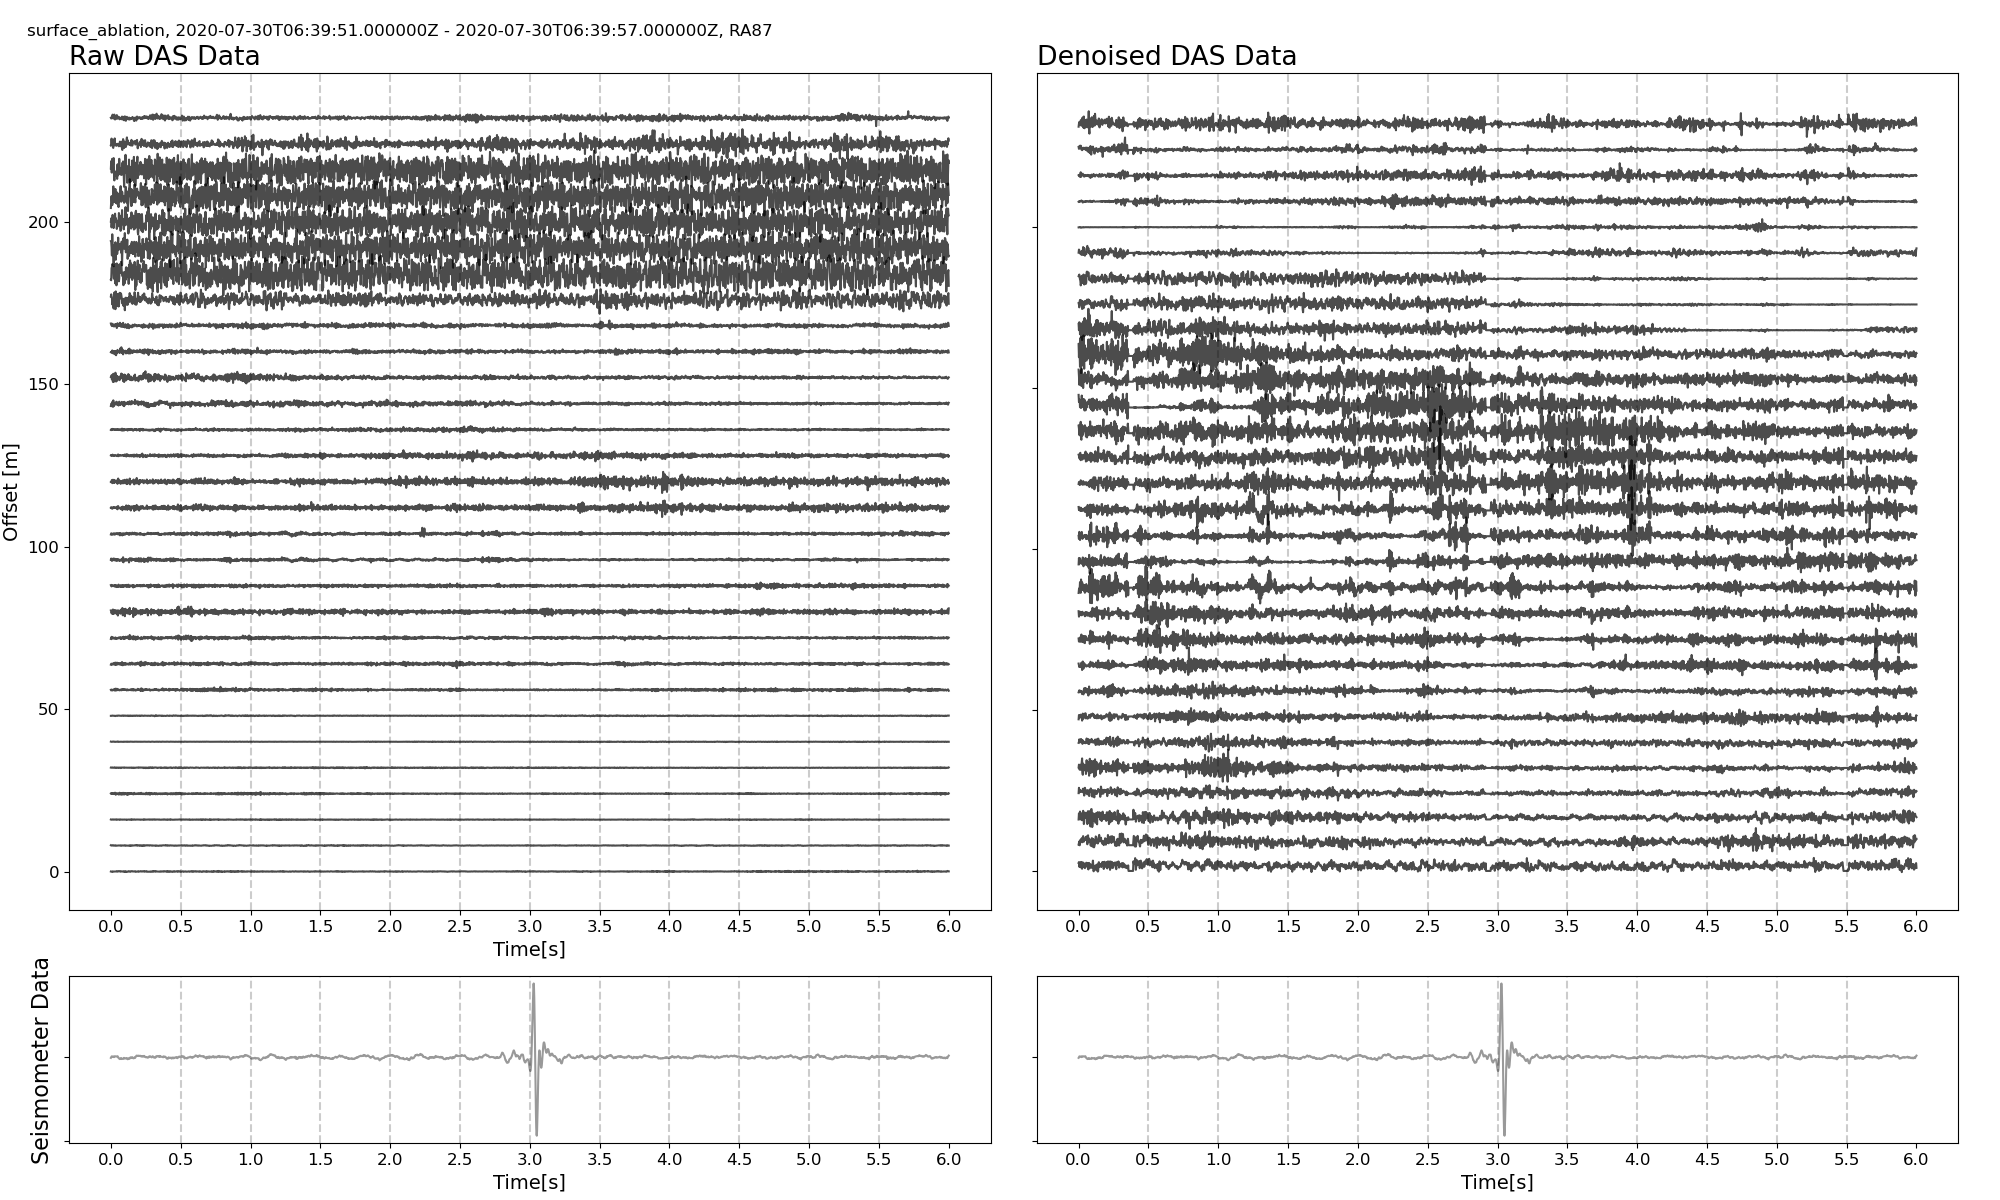 surface_ablation, 2020-07-30T06:39:51.000000Z - 2020-07-30T06:39:57.000000Z, RA87
Raw DAS Data
Denoised DAS Data
Offset [m]
200
150
100
50
0
0.0 0.5 1.0 1.5 2.0 2.5 3.0 3.5 4.0 4.5 5.0 5.5 6.0
Time[s]
0.0 0.5 1.0 1.5 2.0 2.5 3.0 3.5 4.0 4.5 5.0 5.5 6.0
Seismometer Data
0.0 0.5 1.0 1.5 2.0 2.5 3.0 3.5 4.0 4.5 5.0 5.5 6.0
Time[s]
0.0 0.5 1.0 1.5 2.0 2.5 3.0 3.5 4.0 4.5 5.0 5.5 6.0
Time[s]